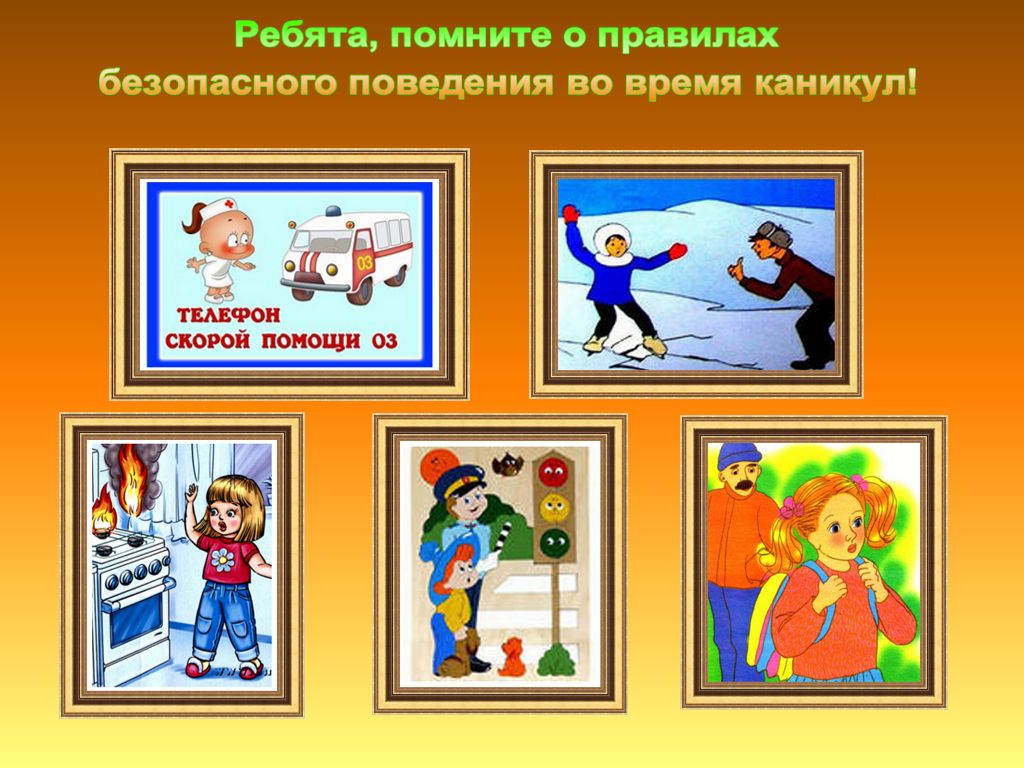 Ребята, помните о правилах
безопасного поведения во время каникул!
03
ТЕЛЕФОН
СКОРОЙ ПОМОЩИ 03